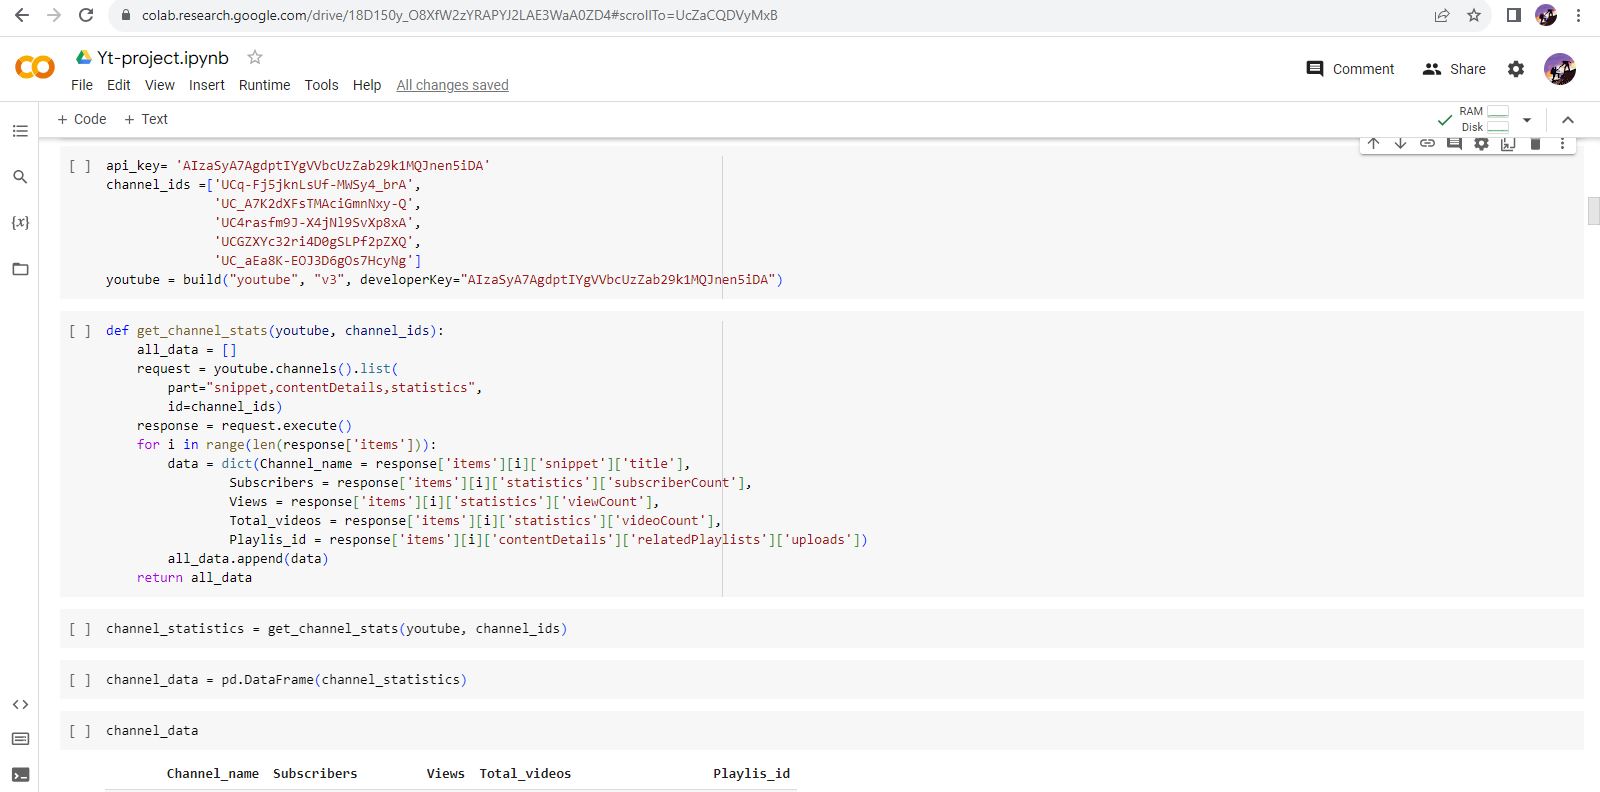 colab.research.google.com/drive/18D150y_O8XfW2zYRAPYJ2LAE3WaA0ZD4#scrollTo=UcZaCQDVyMxB
CO
Yt-project.ipynb
File Edit View Insert Runtime Tools Help All changes saved
Comment
Share
+ Code + Text
RAM
Disk
{x}
[ ] api_key= 'AIzaSyA7AgdptIYgVVbcUzZab29k1MQJnen5iDA'
channel_ids =['UCq-Fj5jknLsUf-MWSy4_brA',
'UC_A7K2dXFsTMAciGmnNxy-Q',
'UC4rasfm9J-X4jNl9SvXp8xA',
'UCGZXYc32ri4D0gSLPf2pZXQ',
'UC_aEa8K-EOJ3D6gOs7HcyNg']
youtube = build("youtube", "v3", developerKey="AIzaSyA7AgdptIYgVVbcUzZab29k1MQJnen5iDA")
[ ] def get_channel_stats(youtube, channel_ids):
all_data = []
request = youtube.channels().list(
part="snippet,contentDetails,statistics",
id=channel_ids)
response = request.execute()
for i in range(len(response['items'])):
data = dict(Channel_name = response['items'][i]['snippet']['title'],
Subscribers = response['items'][i]['statistics']['subscriberCount'],
Views = response['items'][i]['statistics']['viewCount'],
Total_videos = response['items'][i]['statistics']['videoCount'],
Playlis_id = response['items'][i]['contentDetails']['relatedPlaylists']['uploads'])
all_data.append(data)
return all_data
[ ] channel_statistics = get_channel_stats(youtube, channel_ids)
[ ] channel_data = pd.DataFrame(channel_statistics)
[ ] channel_data
Channel_name Subscribers Views Total_videos Playlis_id